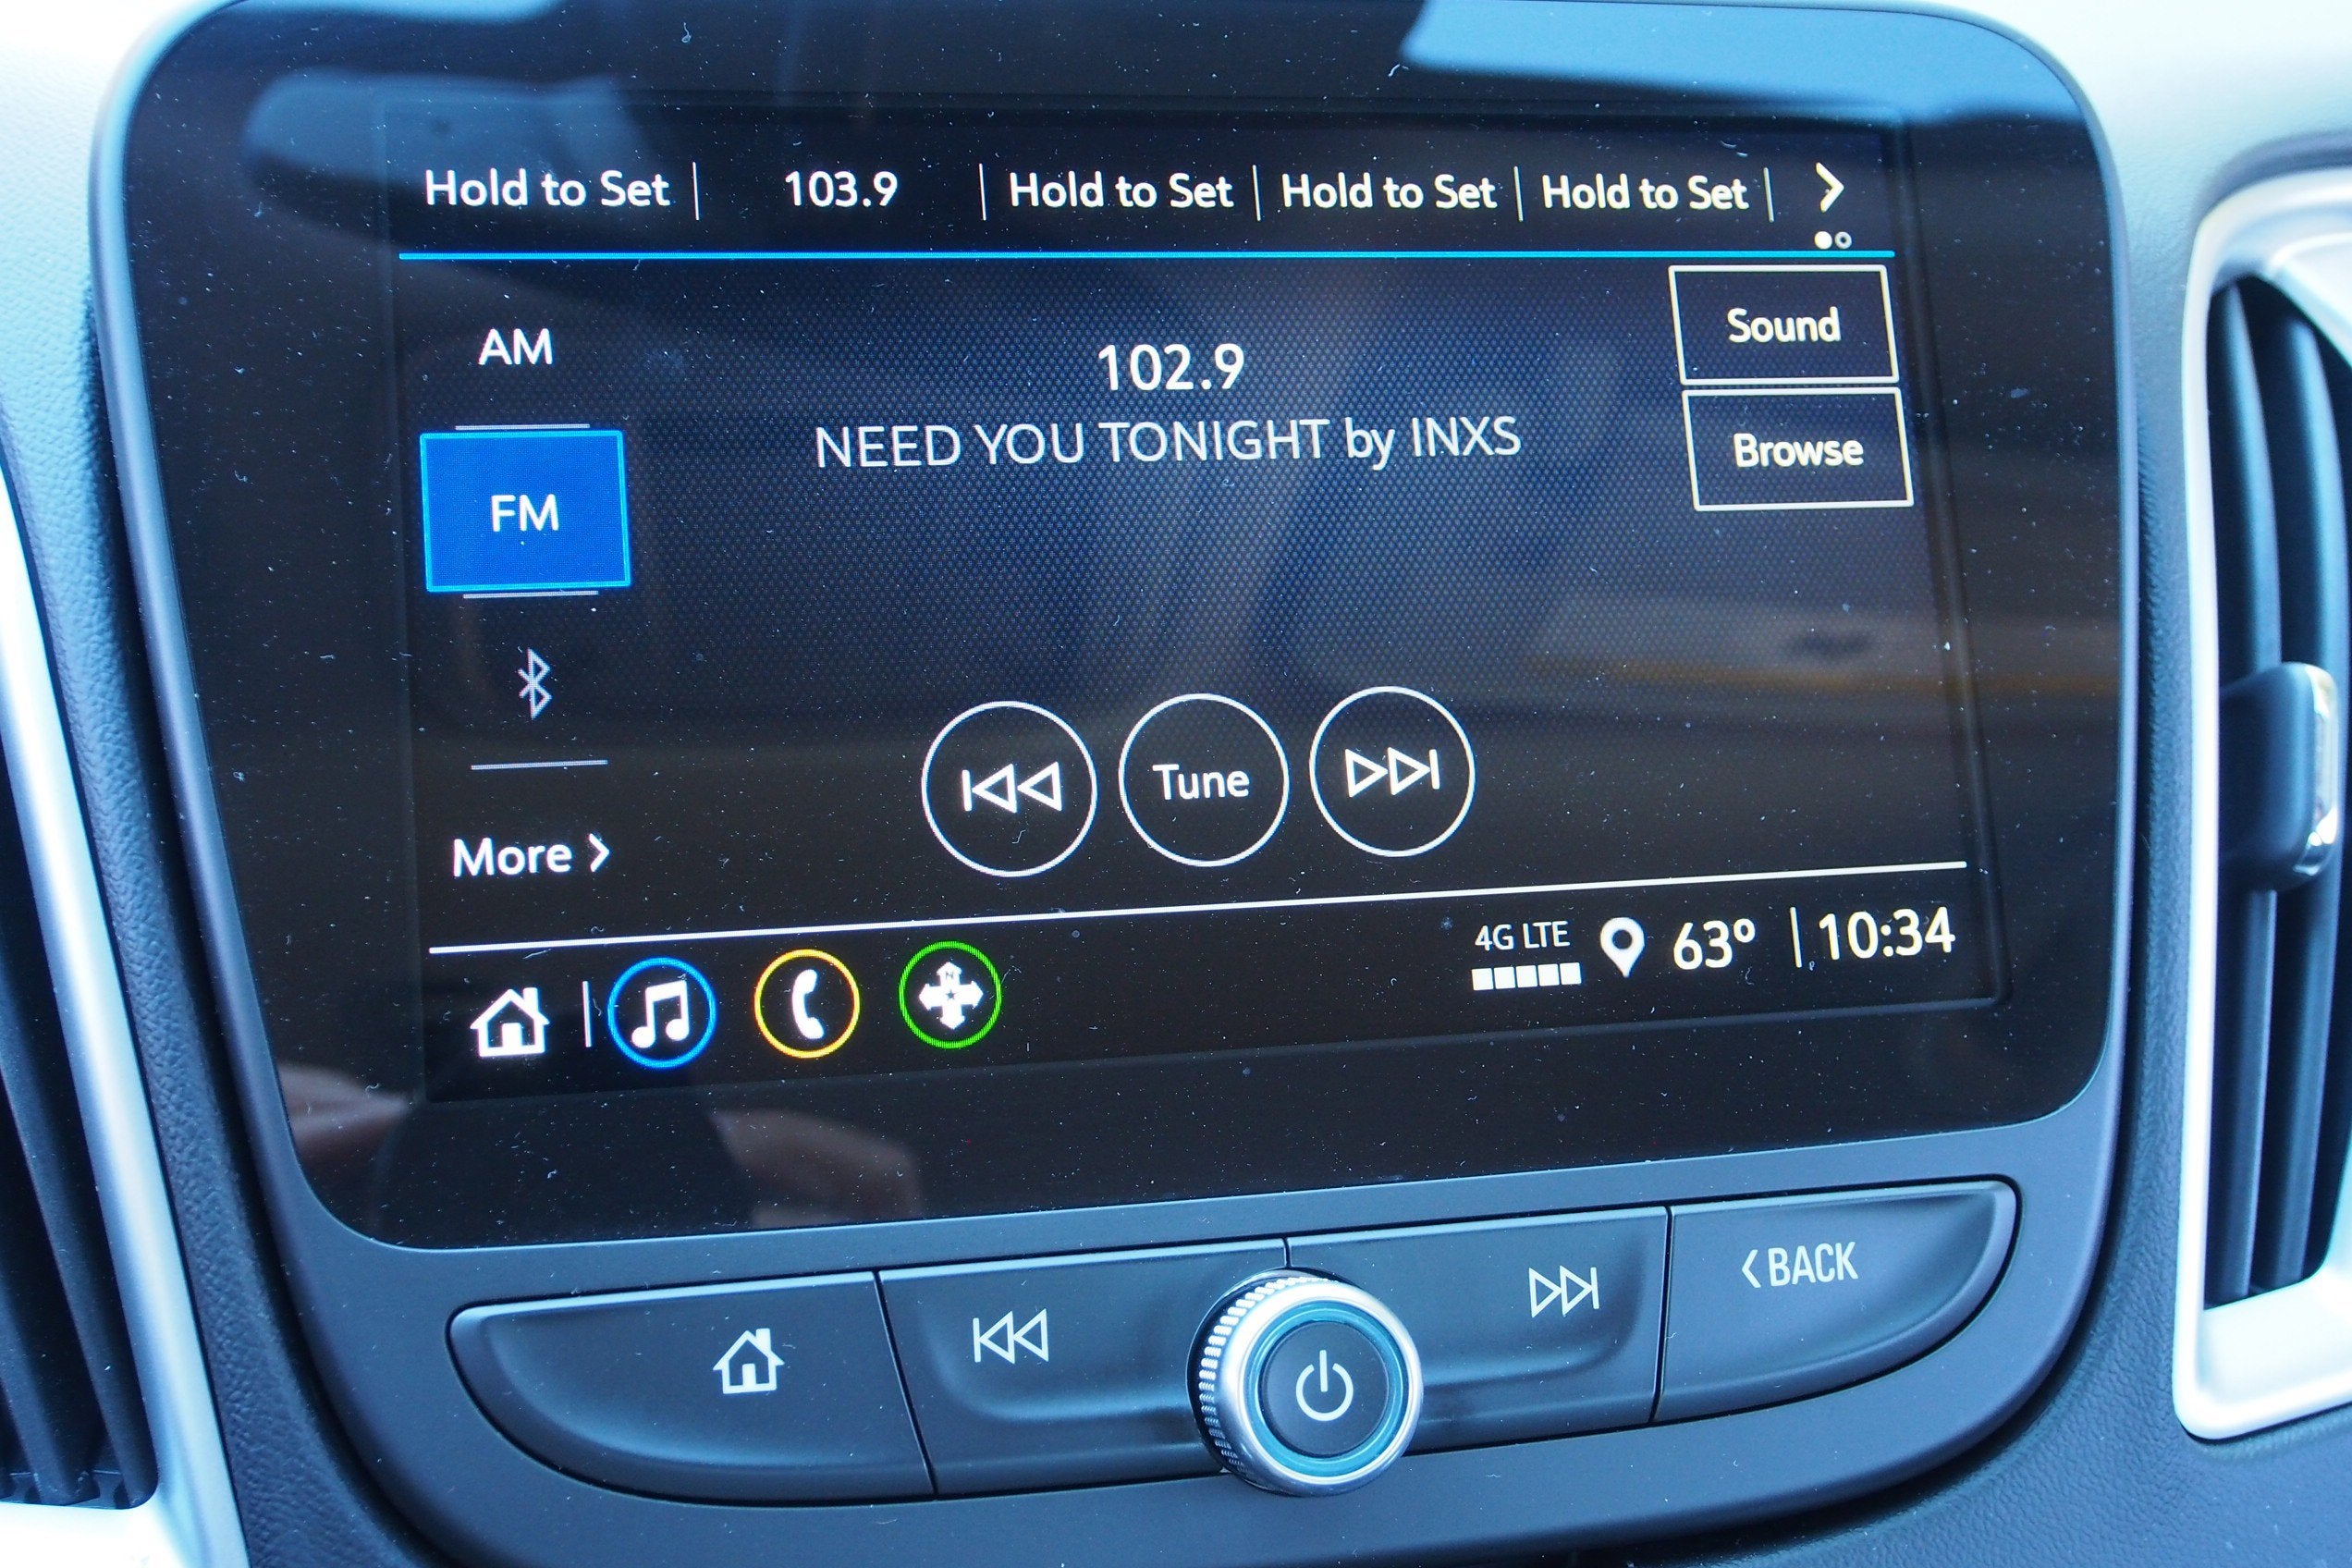 Hold to Set 103.9 Hold to Set Hold to Set Hold to Set
AM
102.9
Sound
NEED YOU TONIGHT by INXS
Browse
FM
Tune
More
4G LTE 63° 10:34
N
BACK